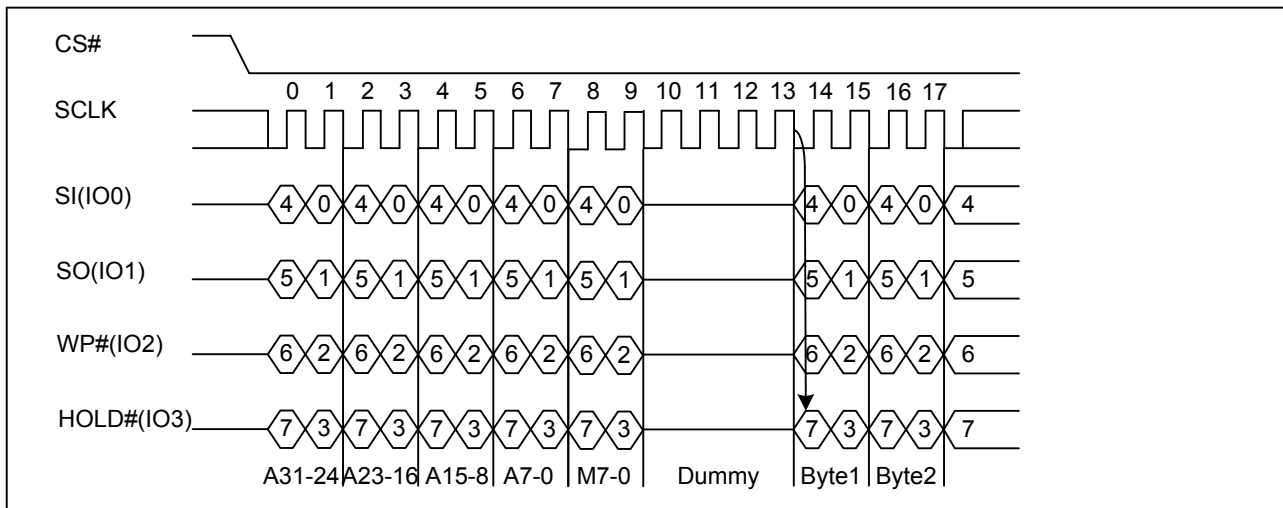 CS#
0 1 2 3 4 5 6 7 8 9 10 11 12 13 14 15 16 17
SCLK
SI(IO0) 4 0 4 0 4 0 4 0 4 0 4 0 4 0 4
SO(IO1) 5 1 5 1 5 1 5 1 5 1 5 1 5 1 5
WP#(IO2) 6 2 6 2 6 2 6 2 6 2 6 2 6 2 6
HOLD#(IO3) 7 3 7 3 7 3 7 3 7 3 7 3 7 3 7
A31-24 A23-16 A15-8 A7-0 M7-0 Dummy Byte1 Byte2